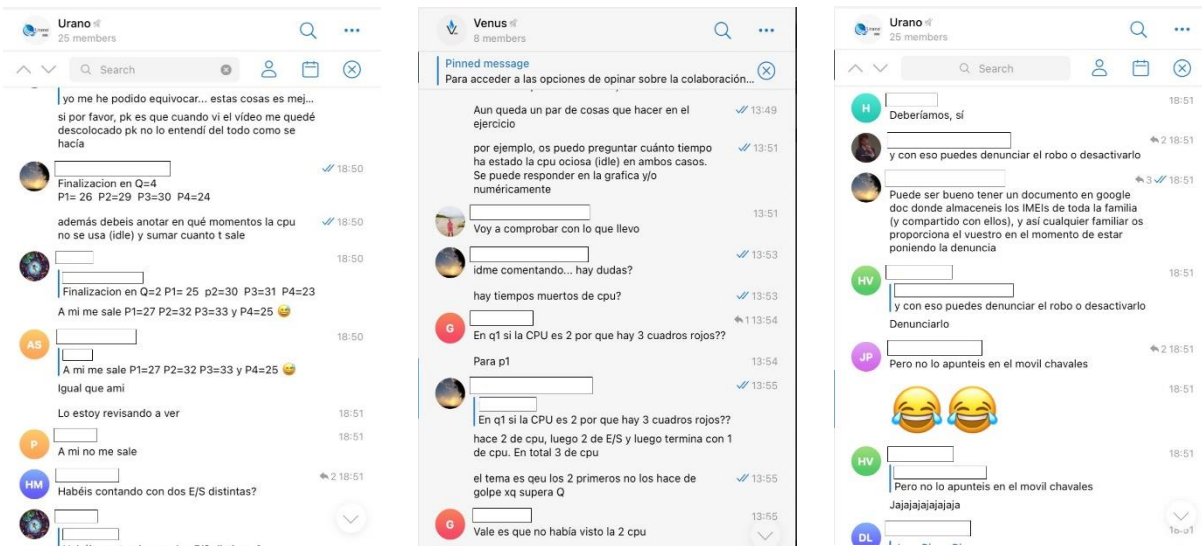 Urano
25 members
Search
yo me he podido equivocar... estas cosas es mej...
si por favor, pk es que cuando vi el vídeo me quedé
descolocado pk no lo entendí del todo como se
hacía
18:50
Finalizacion en Q=4
P1= 26 P2=29 P3=30 P4=24
además debeis anotar en qué momentos la cpu
no se usa (idle) y sumar cuanto t sale
18:50
18:50
Finalizacion en Q=2 P1= 25 p2=30 P3=31 P4=23
A mi me sale P1=27 P2=32 P3=33 y P4=25 😅
AS
18:50
A mi me sale P1=27 P2=32 P3=33 y P4=25 😅
Igual que ami
Lo estoy revisando a ver
18:51
P
18:51
A mi no me sale
HM
2 18:51
Habéis contando con dos E/S distintas?
Venus
8 members
Pinned message
Para acceder a las opciones de opinar sobre la colaboración...
Aun queda un par de cosas que hacer en el
ejercicio
13:49
por ejemplo, os puedo preguntar cuánto tiempo
ha estado la cpu ociosa (idle) en ambos casos.
Se puede responder en la grafica y/o
numéricamente
13:51
13:51
Voy a comprobar con lo que llevo
13:53
idme comentando... hay dudas?
hay tiempos muertos de cpu?
13:53
G
1 13:54
En q1 si la CPU es 2 por que hay 3 cuadros rojos??
Para p1
13:54
13:55
En q1 si la CPU es 2 por que hay 3 cuadros rojos??
hace 2 de cpu, luego 2 de E/S y luego termina con 1
de cpu. En total 3 de cpu
el tema es qeu los 2 primeros no los hace de
golpe xq supera Q
13:55
G
13:55
Vale es que no había visto la 2 cpu
Urano
25 members
Search
H
18:51
Deberíamos, sí
2 18:51
y con eso puedes denunciar el robo o desactivarlo
3 18:51
Puede ser bueno tener un documento en google
doc donde almaceneis los IMEIs de toda la familia
(y compartido con ellos), y así cualquier familiar os
proporciona el vuestro en el momento de estar
poniendo la denuncia
HV
18:51
y con eso puedes denunciar el robo o desactivarlo
Denunciarlo
JP
2 18:51
Pero no lo apunteis en el movil chavales
18:51
😂😂
HV
18:51
Pero no lo apunteis en el movil chavales
Jajajajajajajaja
DL